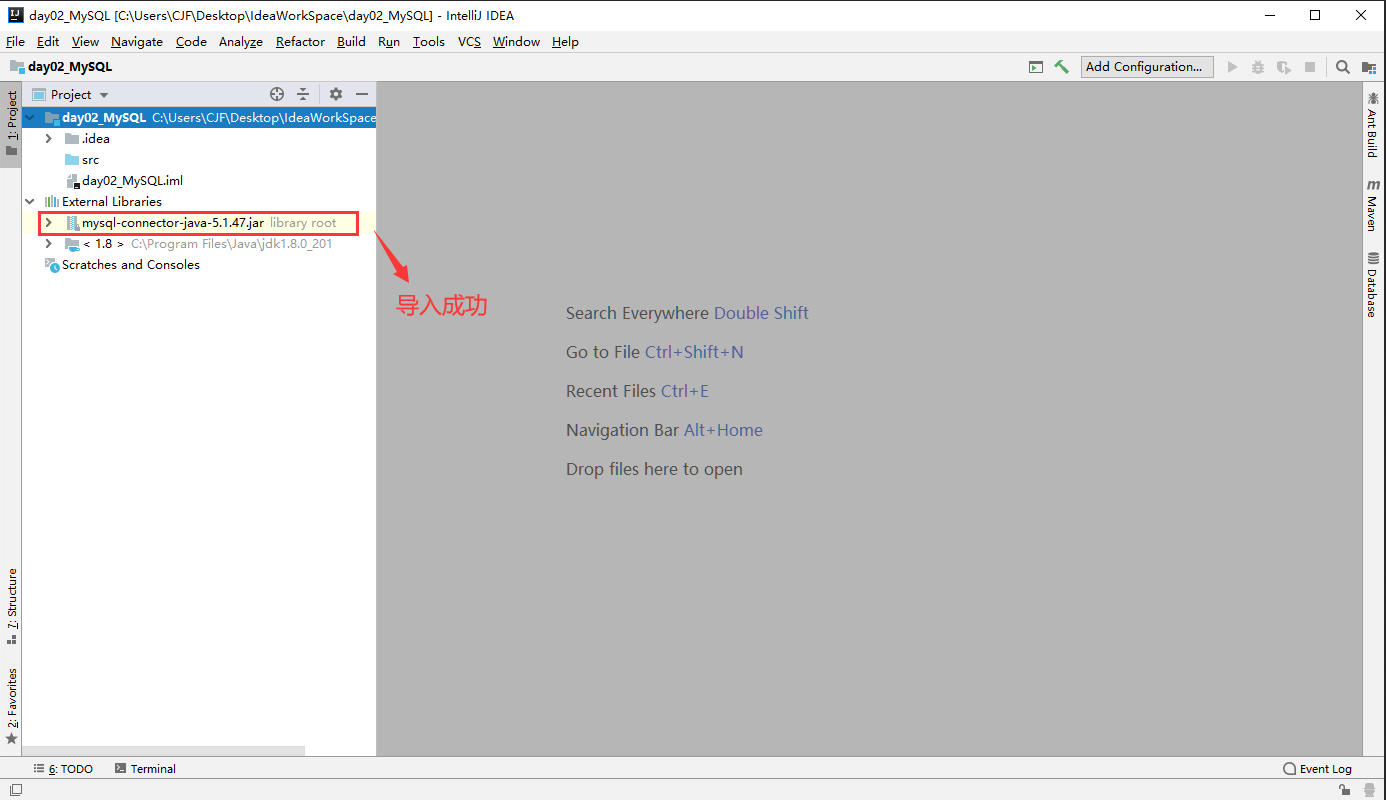 day02_MySQL [C:\Users\CJF\Desktop\IdeaWorkSpace\day02_MySQL] - IntelliJ IDEA
File Edit View Navigate Code Analyze Refactor Build Run Tools VCS Window Help
day02_MySQL
Add Configuration...
1: Project
Project
day02_MySQL C:\Users\CJF\Desktop\IdeaWorkSpace
.idea
src
day02_MySQL.iml
External Libraries
mysql-connector-java-5.1.47.jar library root
< 1.8 > C:\Program Files\Java\jdk1.8.0_201
Scratches and Consoles
导入成功
Search Everywhere Double Shift
Go to File Ctrl+Shift+N
Recent Files Ctrl+E
Navigation Bar Alt+Home
Drop files here to open
Ant Build
Maven
Database
7: Structure
2: Favorites
6: TODO
Terminal
Event Log